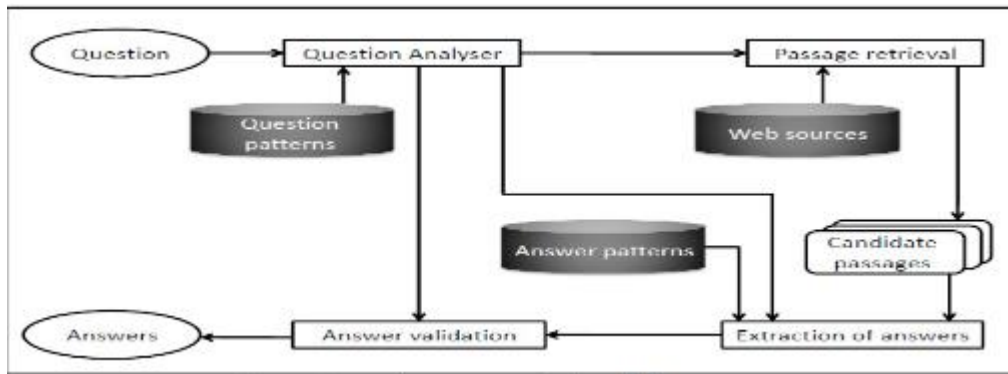 Question
Question Analyser
Passage retrieval
Question
patterns
Web sources
Answer patterns
Candidate
passages
Answers
Answer validation
Extraction of answers